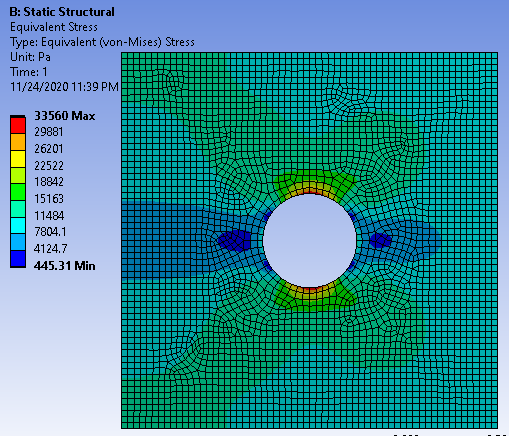 B: Static Structural
Equivalent Stress
Type: Equivalent (von-Mises) Stress
Unit: Pa
Time: 1
11/24/2020 11:39 PM
33560 Max
29881
26201
22522
18842
15163
11484
7804.1
4124.7
445.31 Min